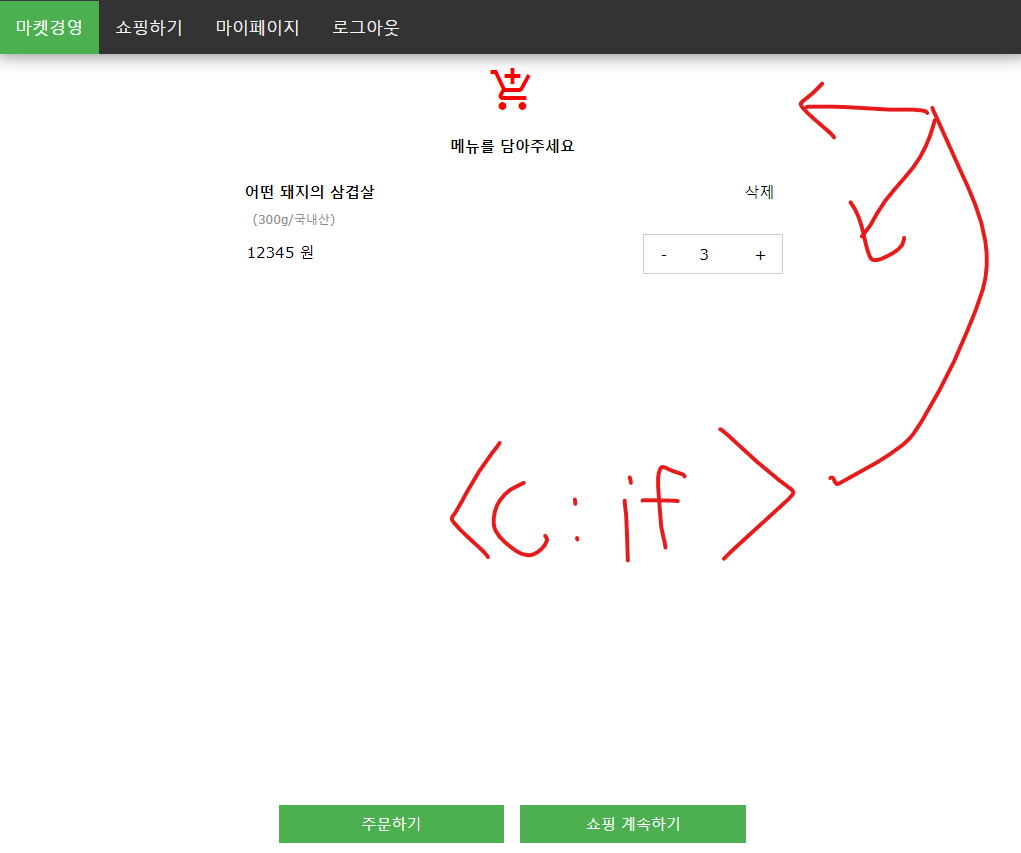 마켓경영 쇼핑하기 마이페이지 로그아웃
메뉴를 담아주세요
어떤 돼지의 삼겹살 삭제
(300g/국내산)
12345 원 - 3 +
<c:if>
주문하기 쇼핑 계속하기